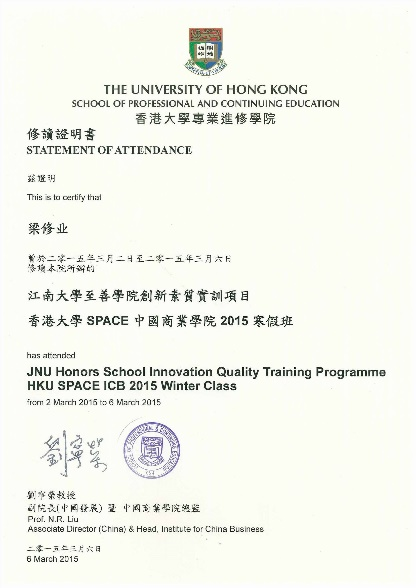 THE UNIVERSITY OF HONG KONG
SCHOOL OF PROFESSIONAL AND CONTINUING EDUCATION
香港大學專業進修學院
修讀證明書
STATEMENT OF ATTENDANCE
茲證明
This is to certify that
梁修业
曾於二零一五年三月二日至二零一五年三月六日
修讀本院所辦的
江南大學至善學院創新素質實訓項目
香港大學 SPACE 中國商業學院 2015 寒假班
has attended
JNU Honors School Innovation Quality Training Programme
HKU SPACE ICB 2015 Winter Class
from 2 March 2015 to 6 March 2015
劉寧榮
劉寧榮教授
副院長(中國發展) 暨 中國商業學院總監
Prof. N.R. Liu
Associate Director (China) & Head, Institute for China Business
二零一五年三月六日
6 March 2015